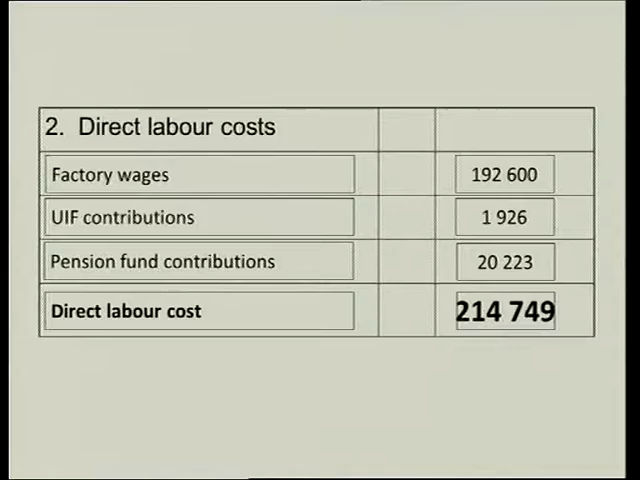 2. Direct labour costs
Factory wages 192 600
UIF contributions 1 926
Pension fund contributions 20 223
Direct labour cost 214 749